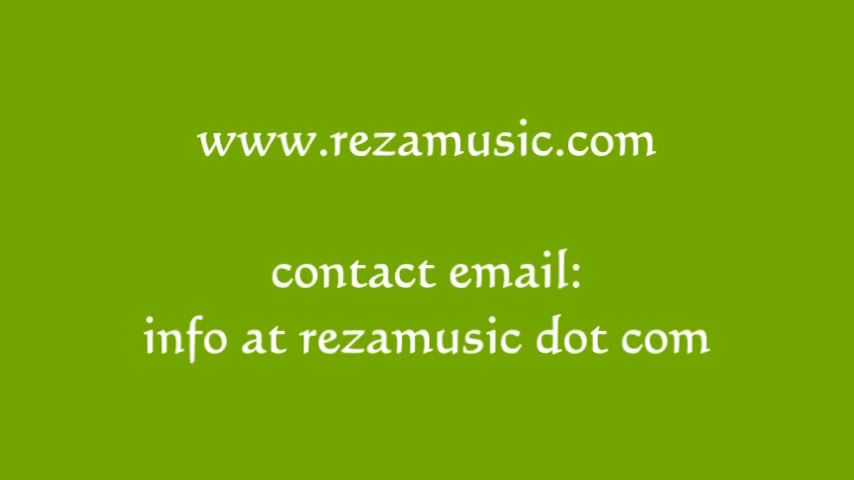 www.rezamusic.com
contact email:
info at rezamusic dot com